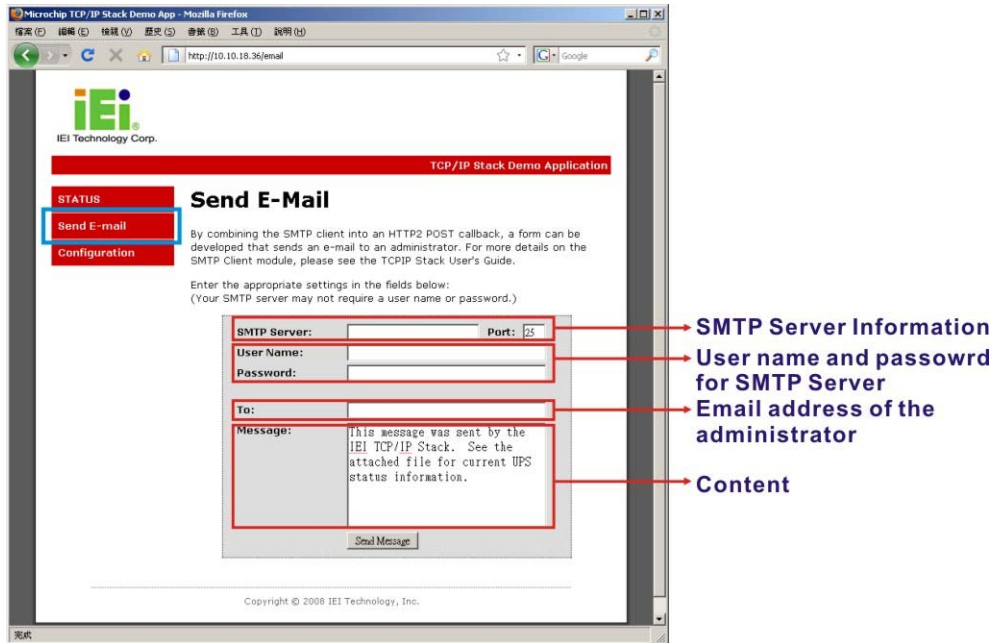 Microchip TCP/IP Stack Demo App - Mozilla Firefox
檔案(F) 編輯(E) 檢視(V) 歷史(S) 書籤(B) 工具(T) 說明(H)
http://10.10.18.36/email
Google
iEi
®
IEI Technology Corp.
TCP/IP Stack Demo Application
STATUS
Send E-mail
Configuration
Send E-Mail
By combining the SMTP client into an HTTP2 POST callback, a form can be
developed that sends an e-mail to an administrator. For more details on the
SMTP Client module, please see the TCPIP Stack User's Guide.
Enter the appropriate settings in the fields below:
(Your SMTP server may not require a user name or password.)
SMTP Server: Port: 25
User Name:
Password:
To:
Message:
This message was sent by the
IEI TCP/IP Stack. See the
attached file for current UPS
status information.
Send Message
SMTP Server Information
User name and passowrd
for SMTP Server
Email address of the
administrator
Content
Copyright © 2008 IEI Technology, Inc.
完成